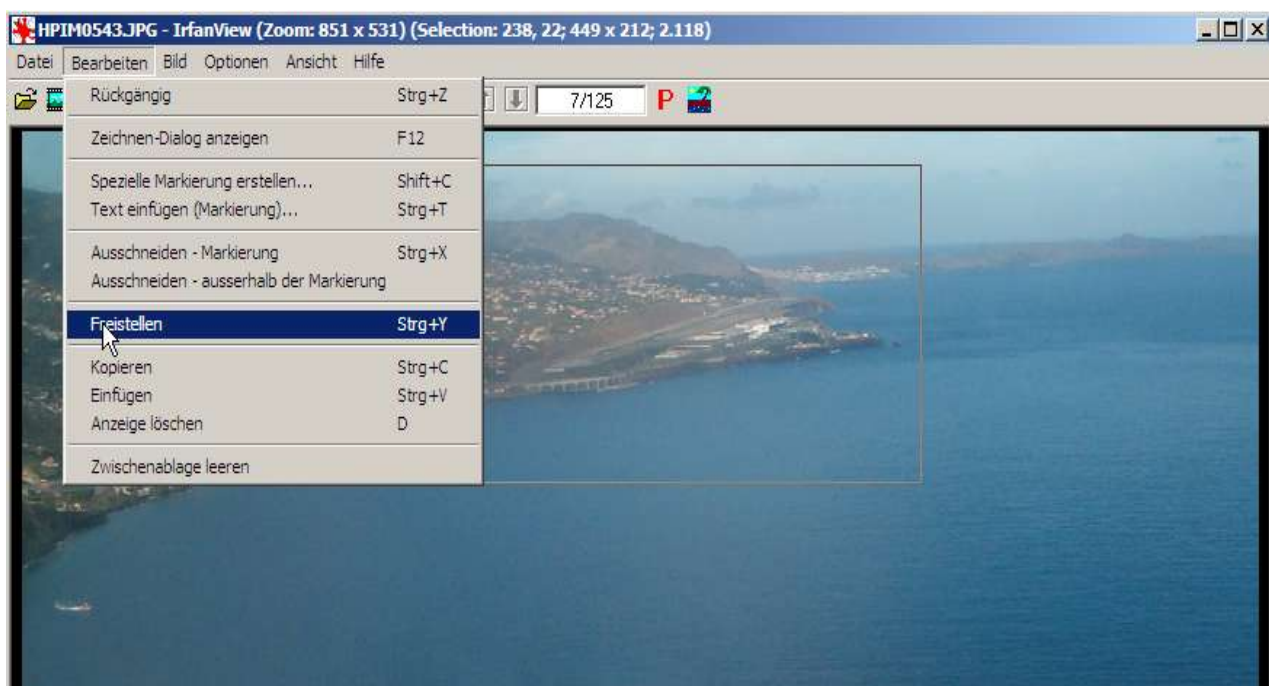 HPIM0543.JPG - IrfanView (Zoom: 851 x 531) (Selection: 238, 22; 449 x 212; 2.118)
Datei Bearbeiten Bild Optionen Ansicht Hilfe
7/125 P
Rückgängig Strg+Z
Zeichnen-Dialog anzeigen F12
Spezielle Markierung erstellen... Shift+C
Text einfügen (Markierung)... Strg+T
Ausschneiden - Markierung Strg+X
Ausschneiden - ausserhalb der Markierung
Freistellen Strg+Y
Kopieren Strg+C
Einfügen Strg+V
Anzeige löschen D
Zwischenablage leeren